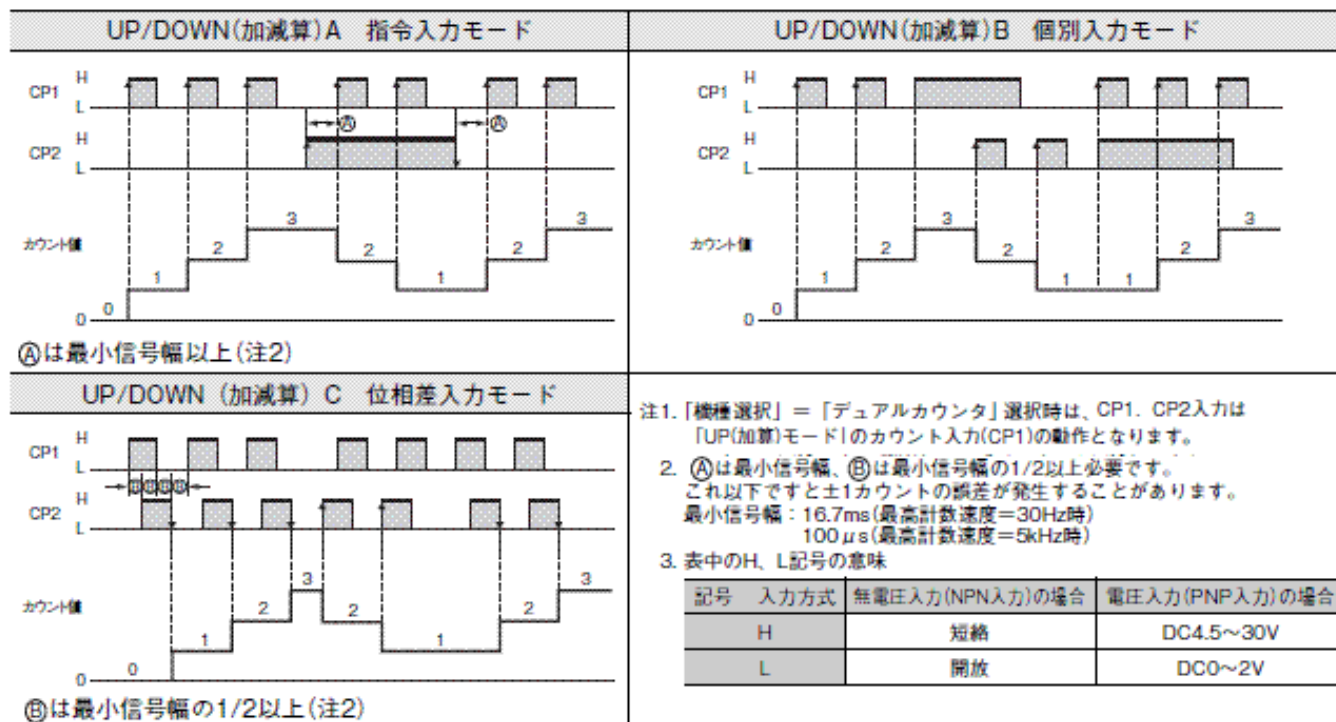 UP/DOWN(加減算)A 指令入力モード
CP1 H
L
CP2 H
L
Ⓐ Ⓐ
カウント値
0 1 2 3 2 1 2 3
0
Ⓐは最小信号幅以上(注2)
UP/DOWN(加減算)B 個別入力モード
CP1 H
L
CP2 H
L
カウント値
0 1 2 3 2 1 1 2 3
0
UP/DOWN (加減算) C 位相差入力モード
CP1 H
L
Ⓑ Ⓑ Ⓑ Ⓑ
CP2 H
L
カウント値
0 1 2 3 2 1 2 3
0
Ⓑは最小信号幅の1/2以上(注2)
注1.「機種選択」=「デュアルカウンタ」選択時は、CP1. CP2入力は
「UP(加算)モード」のカウント入力(CP1)の動作となります。
2. Ⓐは最小信号幅、Ⓑは最小信号幅の1/2以上必要です。
これ以下ですと±1カウントの誤差が発生することがあります。
最小信号幅:16.7ms(最高計数速度=30Hz時)
100μs(最高計数速度=5kHz時)
3. 表中のH、L記号の意味
記号 入力方式 無電圧入力(NPN入力)の場合 電圧入力(PNP入力)の場合
H 短絡 DC4.5~30V
L 開放 DC0~2V